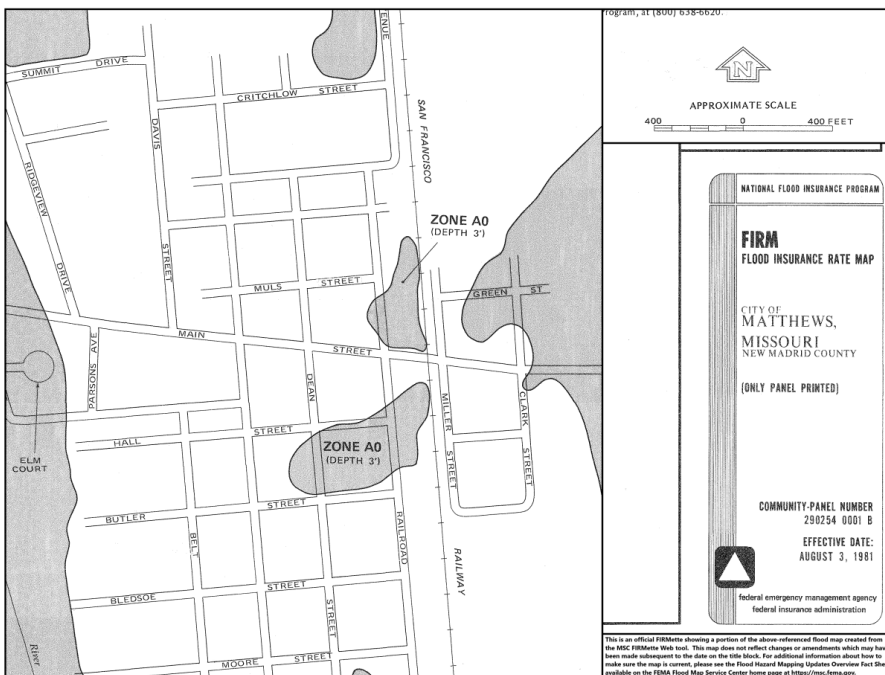 SUMMIT DRIVE
ENUE
CRITCHLOW STREET
SAN FRANCISCO
DAVIS
STREET
RIDGEVIEW
DRIVE
ZONE A0
(DEPTH 3')
MULS STREET
GREEN ST
MAIN
STREET
PARSONS AVE
DEAN
MILLER
STREET
CLARK
STREET
ELM
COURT
HALL STREET
ZONE A0
(DEPTH 3')
BUTLER STREET
BELT
RAILROAD
RAILWAY
BLEDSOE STREET
STREET
MOORE STREET
River
rogram, at (800) 638-6620.
N
APPROXIMATE SCALE
400 0 400 FEET
NATIONAL FLOOD INSURANCE PROGRAM
FIRM
FLOOD INSURANCE RATE MAP
CITY OF
MATTHEWS,
MISSOURI
NEW MADRID COUNTY
(ONLY PANEL PRINTED)
COMMUNITY-PANEL NUMBER
290254 0001 B
EFFECTIVE DATE:
AUGUST 3, 1981
federal emergency management agency
federal insurance administration
This is an official FIRMette showing a portion of the above-referenced flood map created from
the MSC FIRMette Web tool. This map does not reflect changes or amendments which may have
been made subsequent to the date on the title block. For additional information about how to
make sure the map is current, please see the Flood Hazard Mapping Updates Overview Fact She
available on the FEMA Flood Map Service Center home page at https://msc.fema.gov.